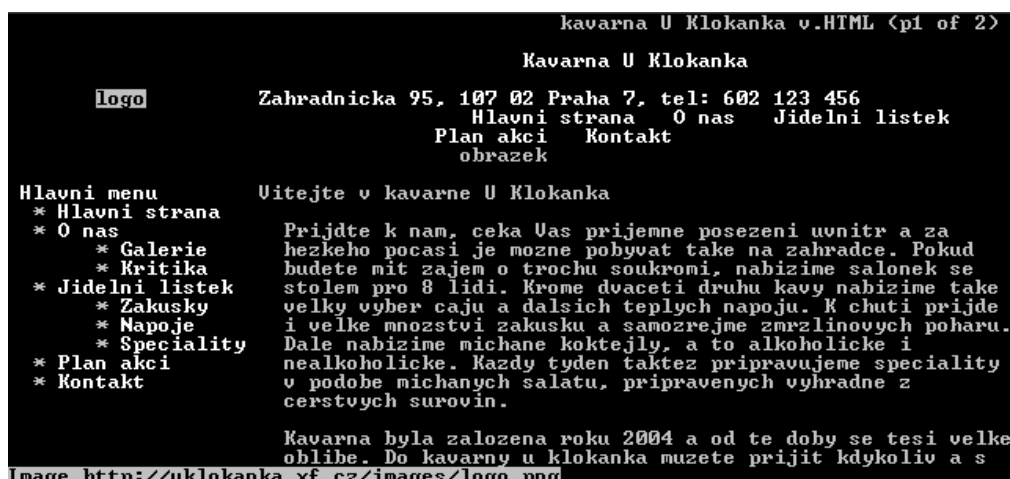 kavarna U Klokanka v.HTML (p1 of 2)
Kavarna U Klokanka
logo Zahradnicka 95, 107 02 Praha 7, tel: 602 123 456
Hlavni strana O nas Jidelni listek
Plan akci Kontakt
obrazek
Hlavni menu
* Hlavni strana
* O nas
* Galerie
* Kritika
* Jidelni listek
* Zakusky
* Napoje
* Speciality
* Plan akci
* Kontakt
Vitejte v kavarne U Klokanka
Prijdte k nam, ceka Vas prijemne posezeni uvnitr a za
hezkeho pocasi je mozne pobyvat take na zahradce. Pokud
budete mit zajem o trochu soukromi, nabizime salonek se
stolem pro 8 lidi. Krome dvaceti druhu kavy nabizime take
velky vyber caju a dalsich teplych napoju. K chuti prijde
i velke mnozstvi zakusku a samozrejme zmrzlinovych poharu.
Dale nabizime michane koktejly, a to alkoholicke i
nealkoholicke. Kazdy tyden taktez pripravujeme speciality
v podobe michanych salatu, pripravenych vyhradne z
cerstvych surovin.
Kavarna byla zalozena roku 2004 a od te doby se tesi velke
oblibe. Do kavarny u klokanka muzete prijit kdykoliv a s
Image http://uklokanka.xf.cz/images/logo.png